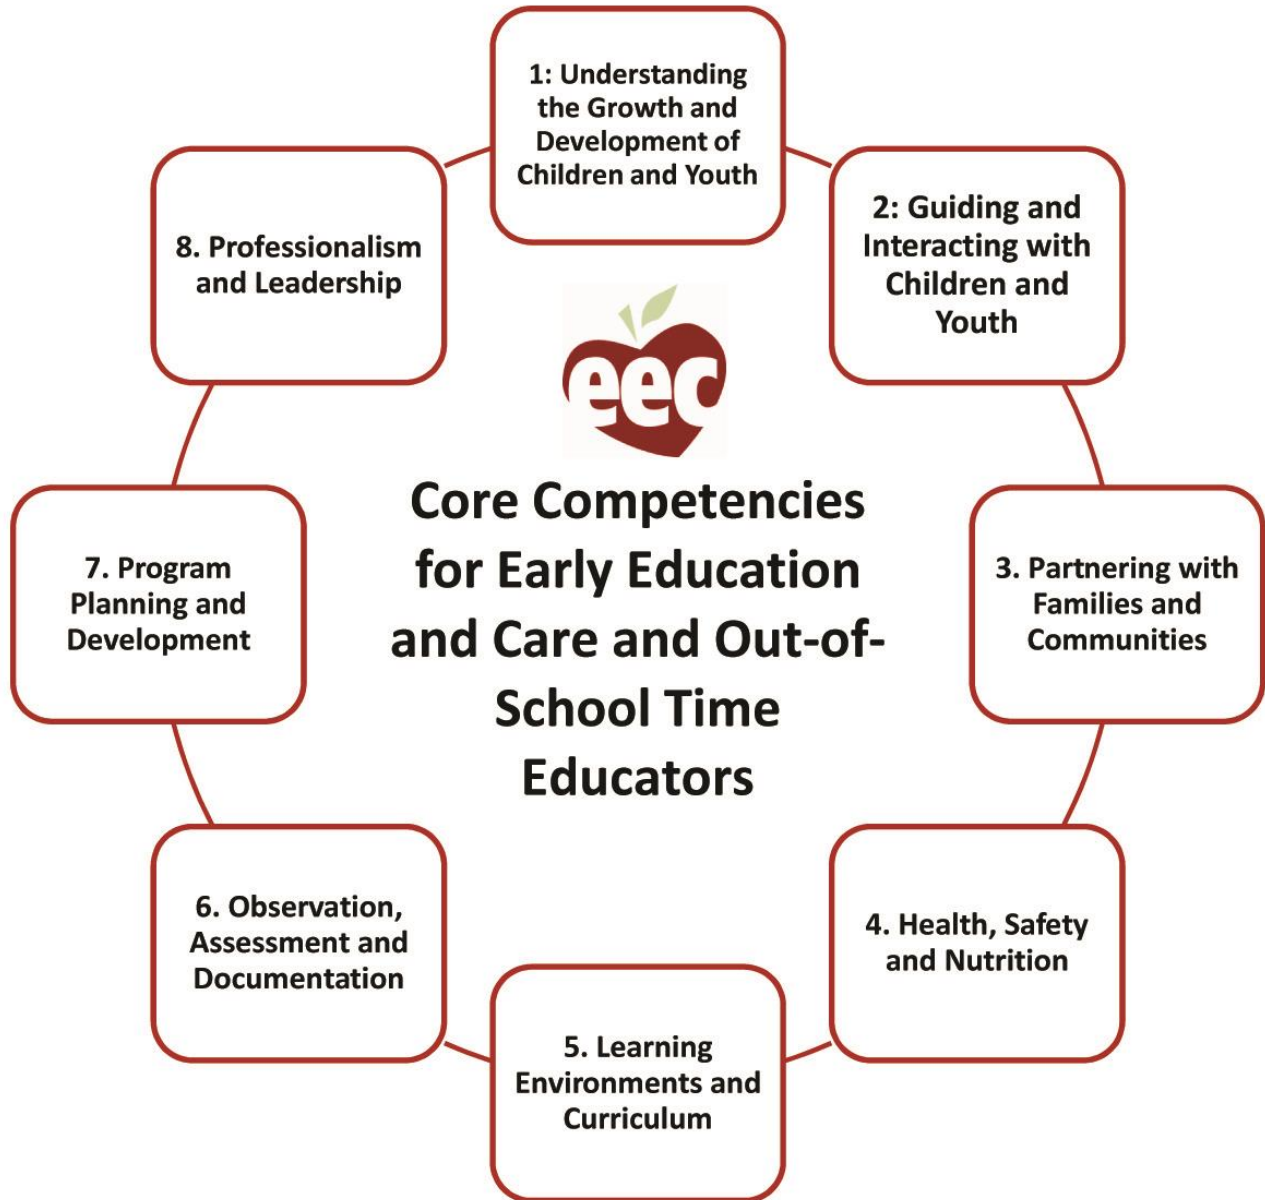 1: Understanding
the Growth and
Development of
Children and Youth
2: Guiding and
Interacting with
Children and
Youth
3. Partnering with
Families and
Communities
4. Health, Safety
and Nutrition
5. Learning
Environments and
Curriculum
6. Observation,
Assessment and
Documentation
7. Program
Planning and
Development
8. Professionalism
and Leadership
eec
Core Competencies
for Early Education
and Care and Out-of-
School Time
Educators